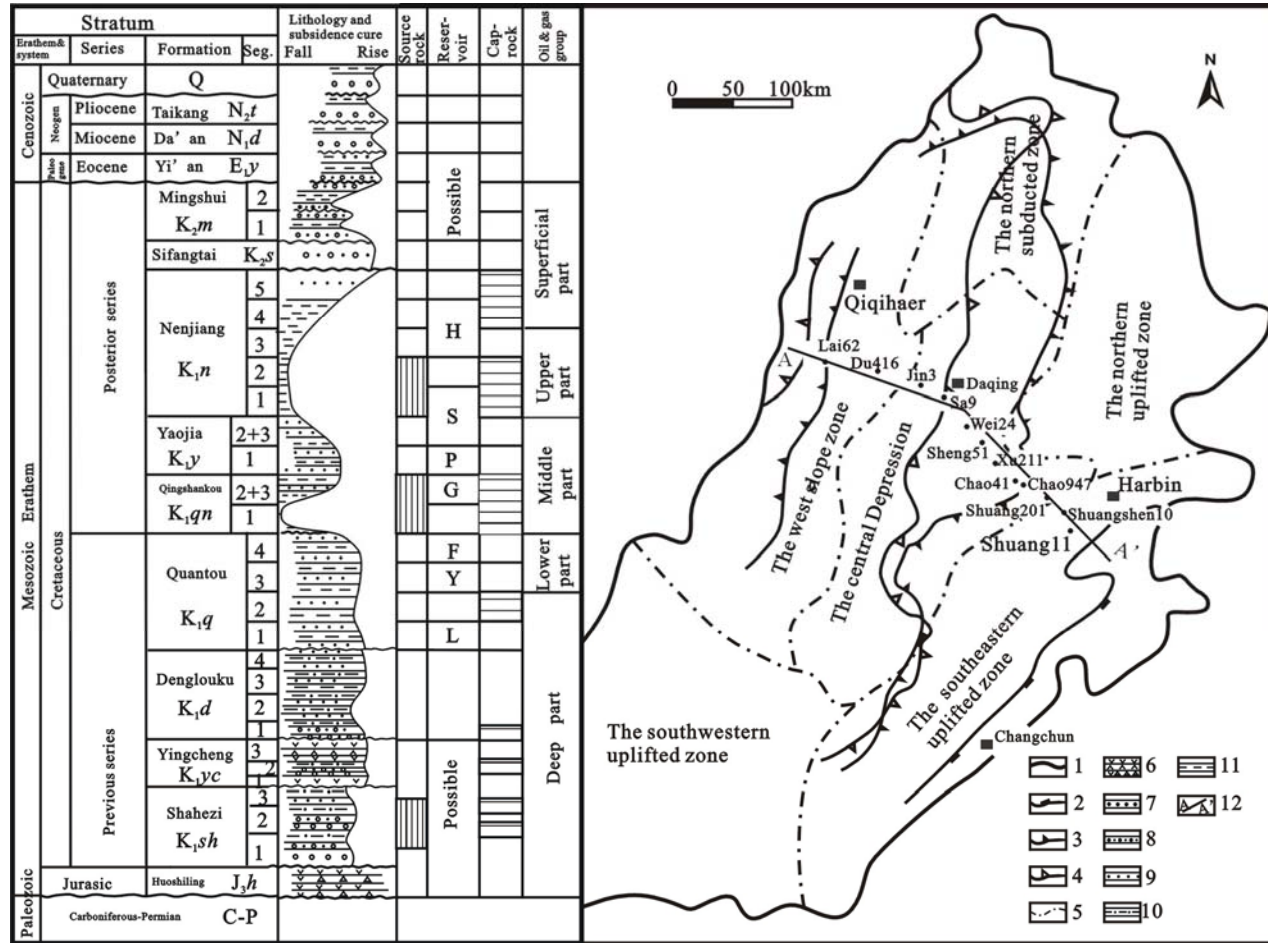 Stratum
Lithology and
subsidence cure
Fall Rise
Source
rock
Reser-
voir
Cap-
rock
Oil & gas
group
Erathem&
system
Series
Formation
Seg.
Cenozoic
Quaternary Q
Neogen
Pliocene Taikang N₂t
Miocene Da' an N₁d
Paleo
gene
Eocene Yi' an E₁y
Mesozoic Erathem
Cretaceous
Posterior series
Mingshui
K₂m
2
1
Sifangtai K₂s
Nenjiang
K₁n
5
4
3
2
1
Yaojia
K₁y
2+3
1
Qingshankou
K₁qn
2+3
1
Previous series
Quantou
K₁q
4
3
2
1
Denglouku
K₁d
4
3
2
1
Yingcheng
K₁yc
3
2
1
Shahezi
K₁sh
3
2
1
Jurasic Huoshiling J₃h
Paleozoic
Carboniferous-Permian C-P
Possible
H
S
P
G
F
Y
L
Possible
Superficial
part
Upper
part
Middle
part
Lower
part
Deep part
0 50 100km
N
The northern
subducted zone
Qiqihaer
The northern
uplifted zone
A
Lai62
Du416
Jin3
Daqing
Sa9
Wei24
Sheng51
Xu211
Chao41
Chao947
Harbin
Shuang201
Shuangshen10
Shuang11
A'
The west slope zone
The central Depression
The southeastern
uplifted zone
The southwestern
uplifted zone
Changchun
1 6 11
2 7 A A' 12
3 8
4 9
5 10